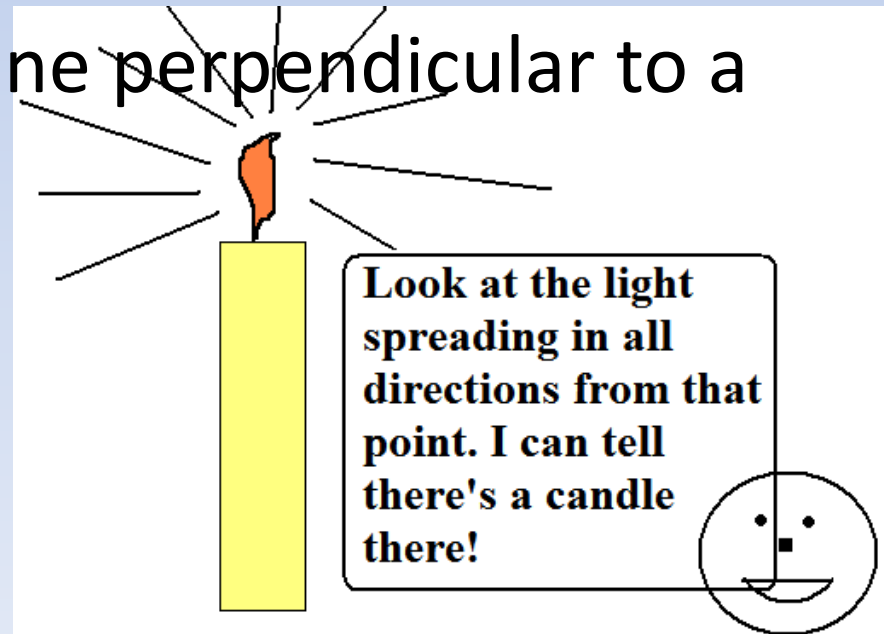 ne perpendicular to a
Look at the light
spreading in all
directions from that
point. I can tell
there's a candle
there!